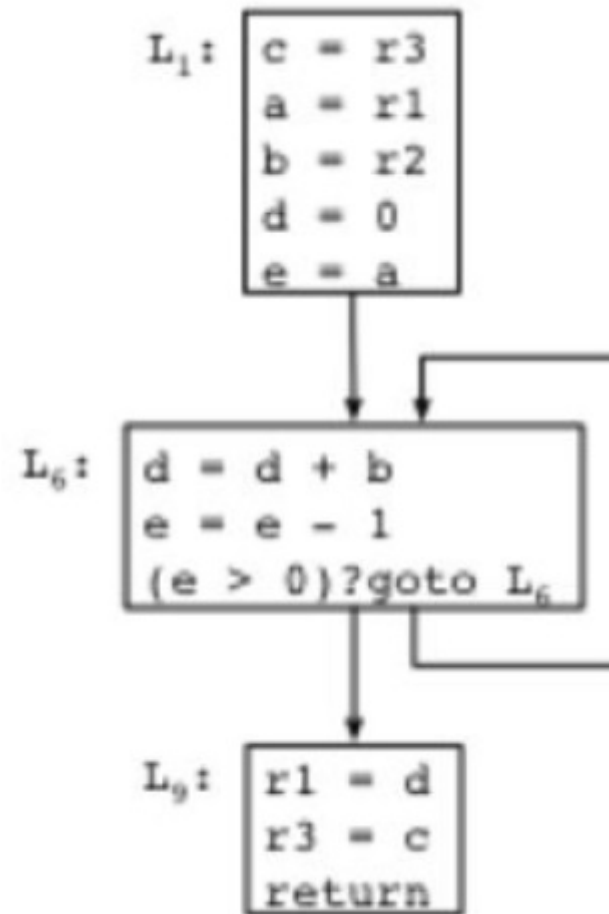 L₁: c = r3
a = r1
b = r2
d = 0
e = a
L₆: d = d + b
e = e - 1
(e > 0)?goto L₆
L₉: r1 = d
r3 = c
return